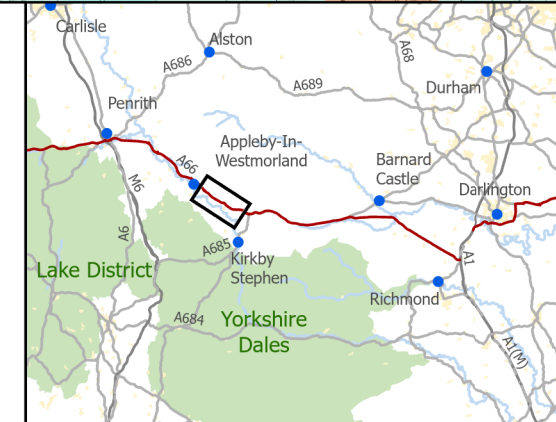 Carlisle
Alston
A68
A686
A689
Durham
Penrith
Appleby-In-
Westmorland
A66
Barnard
Castle
Darlington
M6
A6
A685
Kirkby
Stephen
A1
Lake District
Richmond
A684
Yorkshire
Dales
A1(M)